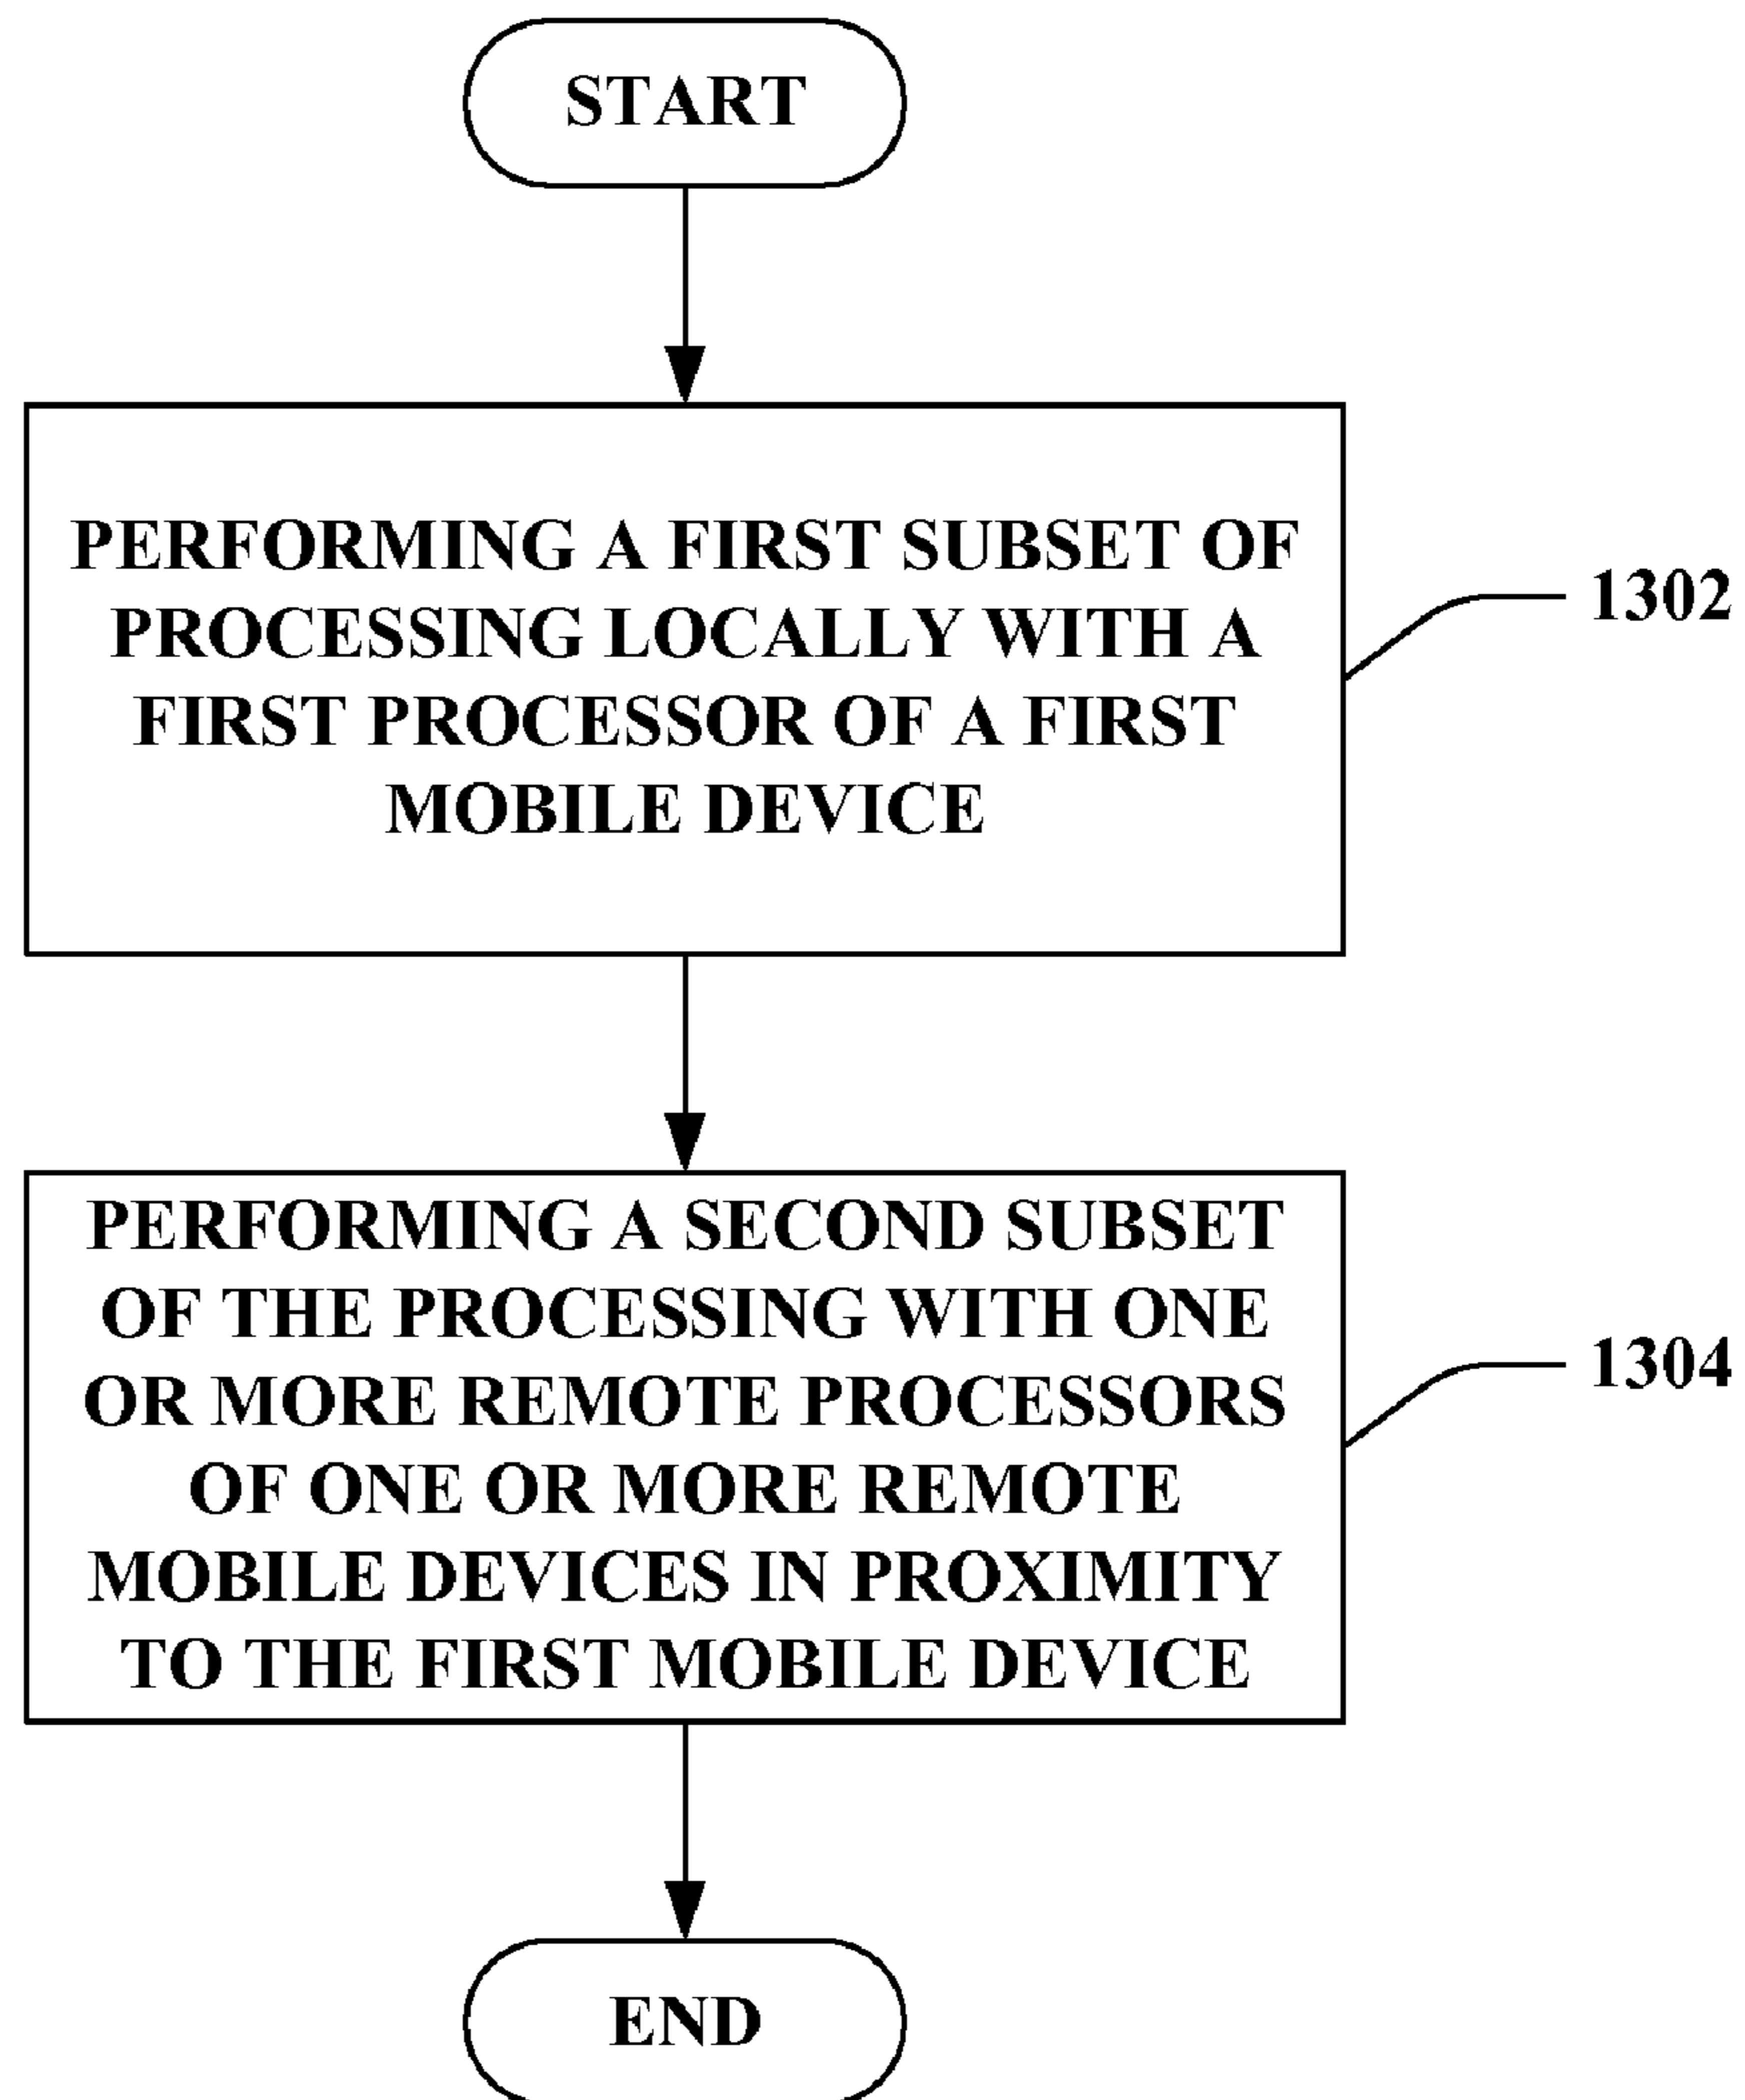 START
PERFORMING A FIRST SUBSET OF
PROCESSING LOCALLY WITH A
FIRST PROCESSOR OF A FIRST
MOBILE DEVICE
1302
PERFORMING A SECOND SUBSET
OF THE PROCESSING WITH ONE
OR MORE REMOTE PROCESSORS
OF ONE OR MORE REMOTE
MOBILE DEVICES IN PROXIMITY
TO THE FIRST MOBILE DEVICE
1304
END